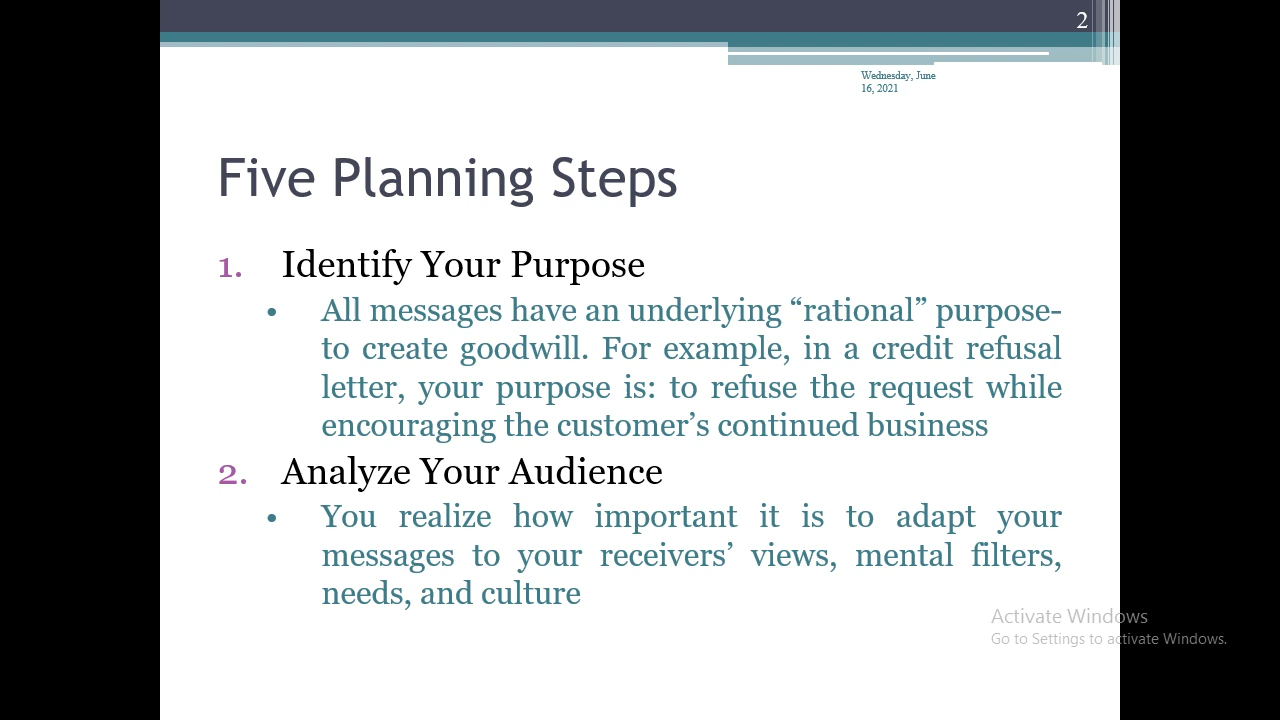 2
Wednesday, June
16, 2021
Five Planning Steps
1. Identify Your Purpose
• All messages have an underlying “rational” purpose-
to create goodwill. For example, in a credit refusal
letter, your purpose is: to refuse the request while
encouraging the customer’s continued business
2. Analyze Your Audience
• You realize how important it is to adapt your
messages to your receivers’ views, mental filters,
needs, and culture
Activate Windows
Go to Settings to activate Windows.